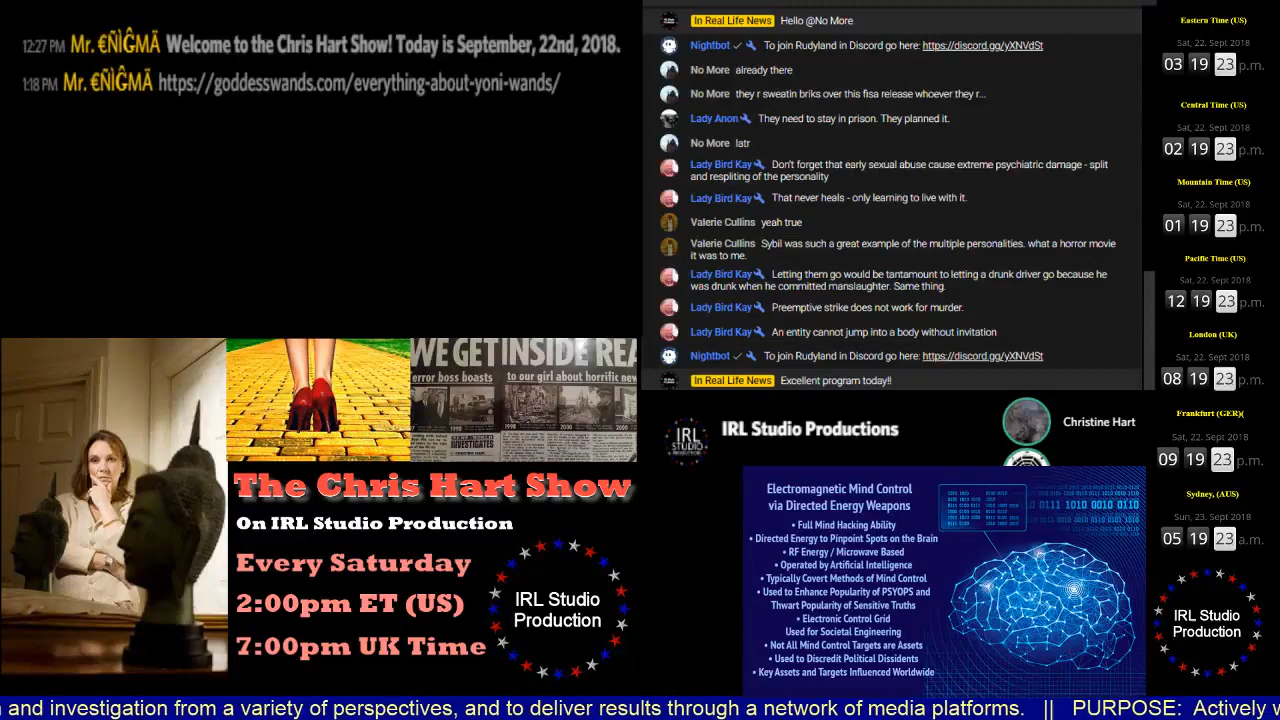 12:27 PM Mr. €ÑÌĜMÄ Welcome to the Chris Hart Show! Today is September, 22nd, 2018.
1:18 PM Mr. €ÑÌĜMÄ https://goddesswands.com/everything-about-yoni-wands/
In Real Life News Hello @No More
Nightbot To join Rudyland in Discord go here: https://discord.gg/yXNVdSt
No More already there
No More they r sweatin briks over this fisa release whoever they r...
Lady Anon They need to stay in prison. They planned it.
No More latr
Lady Bird Kay Don't forget that early sexual abuse cause extreme psychiatric damage - split
and respliting of the personality
Lady Bird Kay That never heals - only learning to live with it.
Valerie Cullins yeah true
Valerie Cullins Sybil was such a great example of the multiple personalities. what a horror movie
it was to me.
Lady Bird Kay Letting them go would be tantamount to letting a drunk driver go because he
was drunk when he committed manslaughter. Same thing.
Lady Bird Kay Preemptive strike does not work for murder.
Lady Bird Kay An entity cannot jump into a body without invitation
Nightbot To join Rudyland in Discord go here: https://discord.gg/yXNVdSt
In Real Life News Excellent program today!!
Eastern Time (US)
Sat, 22. Sept 2018
03 19 23 p.m.
Central Time (US)
Sat, 22. Sept 2018
02 19 23 p.m.
Mountain Time (US)
Sat, 22. Sept 2018
01 19 23 p.m.
Pacific Time (US)
Sat, 22. Sept 2018
12 19 23 p.m.
London (UK)
Sat, 22. Sept 2018
08 19 23 p.m.
Frankfurt (GER)(
Sat, 22. Sept 2018
09 19 23 p.m.
Sydney, (AUS)
Sun, 23. Sept 2018
05 19 23 a.m.
IRL Studio
Production
WE GET INSIDE REA
error boss boasts
to our girl about horrific new
The Chris Hart Show
On IRL Studio Production
Every Saturday
2:00pm ET (US)
7:00pm UK Time
IRL Studio
Production
IRL
STUDIO
IRL Studio Productions
Christine Hart
Electromagnetic Mind Control
via Directed Energy Weapons
• Full Mind Hacking Ability
• Directed Energy to Pinpoint Spots on the Brain
• RF Energy / Microwave Based
• Operated by Artificial Intelligence
• Typically Covert Methods of Mind Control
• Used to Enhance Popularity of PSYOPS and
Thwart Popularity of Sensitive Truths
• Electronic Control Grid
Used for Societal Engineering
• Not All Mind Control Targets are Assets
• Used to Discredit Political Dissidents
• Key Assets and Targets Influenced Worldwide
n and investigation from a variety of perspectives, and to deliver results through a network of media platforms. || PURPOSE: Actively w